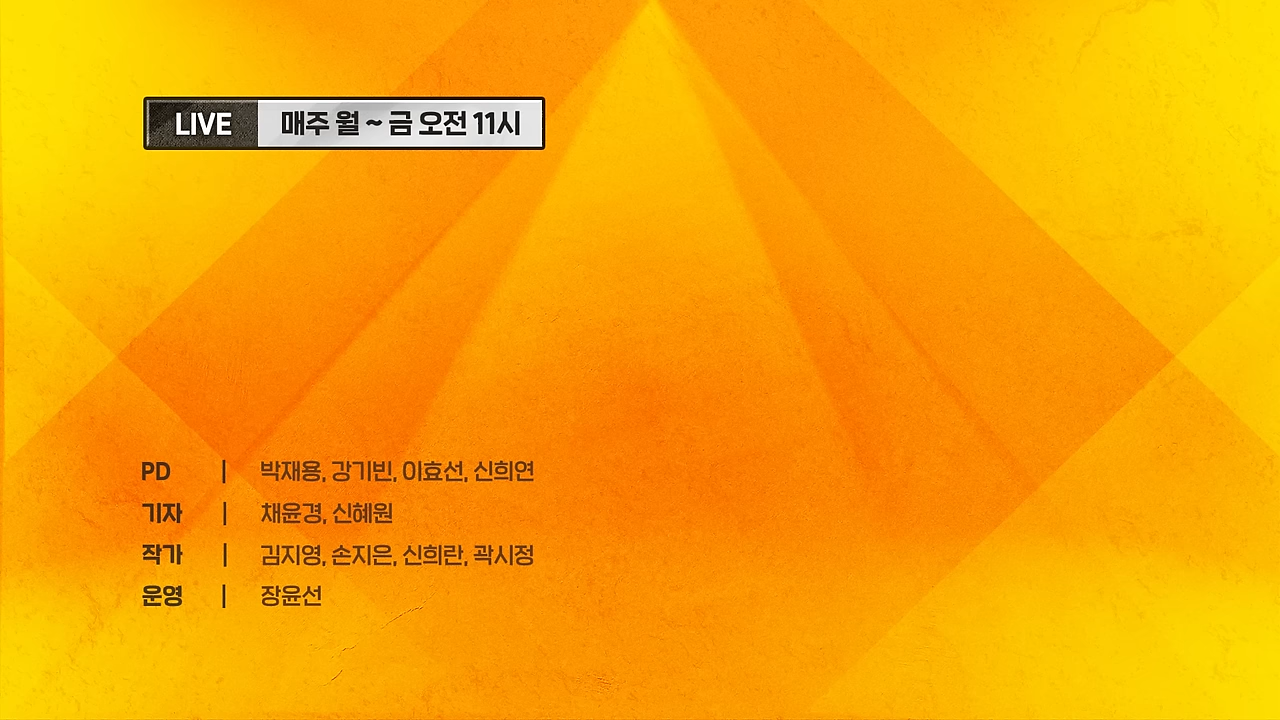 LIVE 매주 월 ~ 금 오전 11시
PD | 박재용, 강기빈, 이효선, 신희연
기자 | 채윤경, 신혜원
작가 | 김지영, 손지은, 신희란, 곽시정
운영 | 장윤선